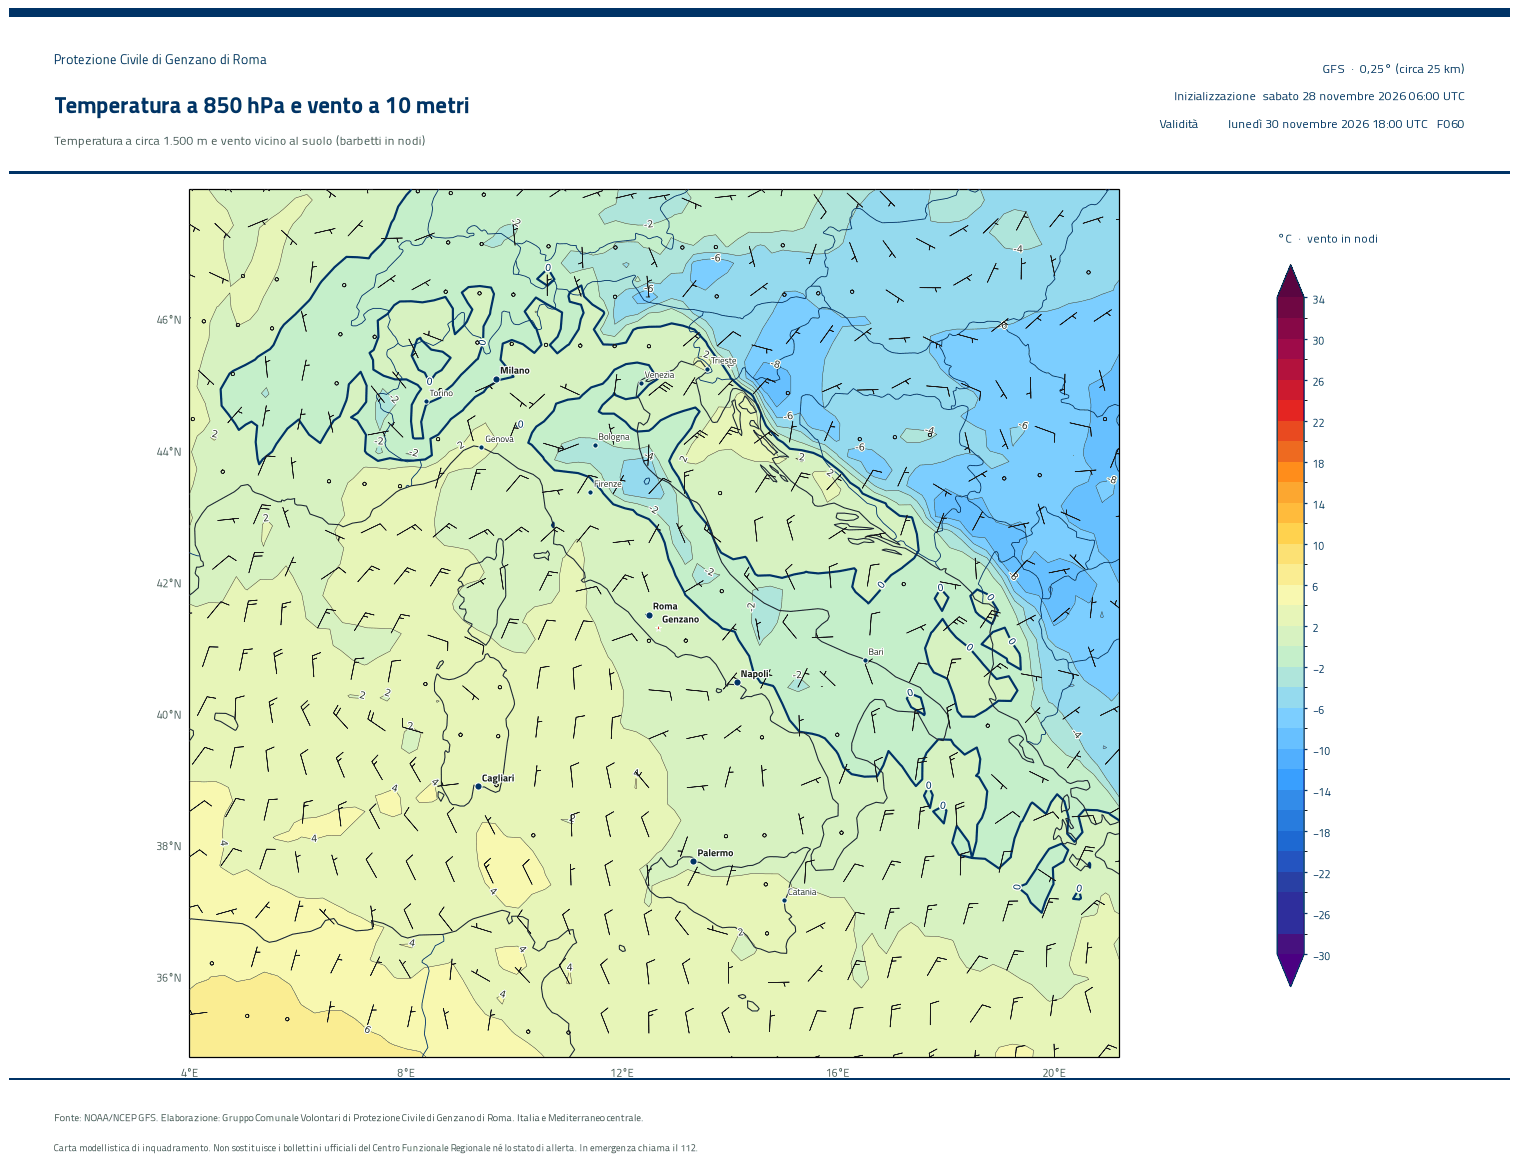 Protezione Civile di Genzano di Roma
Temperatura a 850 hPa e vento a 10 metri
Temperatura a circa 1.500 m e vento vicino al suolo (barbetti in nodi)
GFS · 0,25° (circa 25 km)
Inizializzazione sabato 28 novembre 2026 06:00 UTC
Validità lunedì 30 novembre 2026 18:00 UTC F060
°C · vento in nodi
34
30
26
22
18
14
10
6
2
−2
−6
−10
−14
−18
−22
−26
−30
46°N
44°N
42°N
40°N
38°N
36°N
4°E
8°E
12°E
16°E
20°E
Milano
Torino
Venezia
Trieste
Genova
Bologna
Firenze
Roma
Genzano
Napoli
Bari
Cagliari
Palermo
Catania
Fonte: NOAA/NCEP GFS. Elaborazione: Gruppo Comunale Volontari di Protezione Civile di Genzano di Roma. Italia e Mediterraneo centrale.
Carta modellistica di inquadramento. Non sostituisce i bollettini ufficiali del Centro Funzionale Regionale né lo stato di allerta. In emergenza chiama il 112.